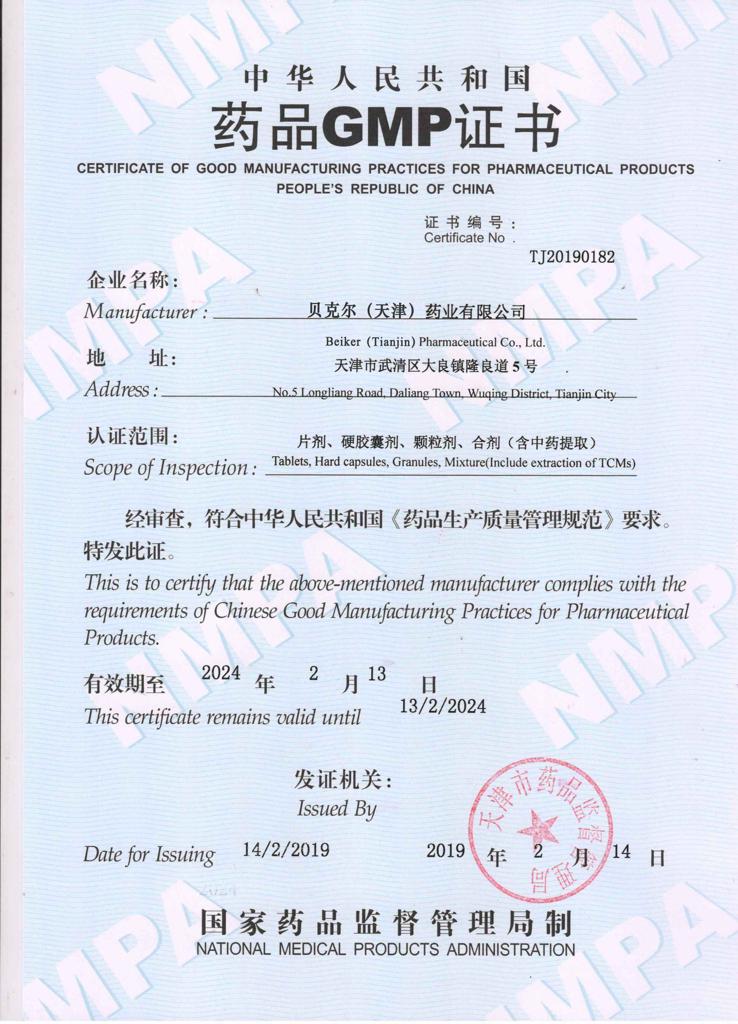 中华人民共和国
药品GMP证书
CERTIFICATE OF GOOD MANUFACTURING PRACTICES FOR PHARMACEUTICAL PRODUCTS
PEOPLE'S REPUBLIC OF CHINA
证书编号：
Certificate No .
TJ20190182
企业名称：
Manufacturer : 贝克尔（天津）药业有限公司
Beiker (Tianjin) Pharmaceutical Co., Ltd.
地 址： 天津市武清区大良镇隆良道5号
Address : No.5 Longliang Road, Daliang Town, Wuqing District, Tianjin City
认证范围： 片剂、硬胶囊剂、颗粒剂、合剂（含中药提取）
Scope of Inspection : Tablets, Hard capsules, Granules, Mixture(Include extraction of TCMs)
经审查，符合中华人民共和国《药品生产质量管理规范》要求。
特发此证。
This is to certify that the above-mentioned manufacturer complies with the
requirements of Chinese Good Manufacturing Practices for Pharmaceutical
Products.
有效期至 2024 年 2 月 13 日
This certificate remains valid until 13/2/2024
发证机关：
Issued By
天津市药品监督管理局
Date for Issuing 14/2/2019 2019 年 2 月 14 日
国家药品监督管理局制
NATIONAL MEDICAL PRODUCTS ADMINISTRATION
NMPA
NMPA
NMPA
NMPA
NMPA
NMPA
NMPA